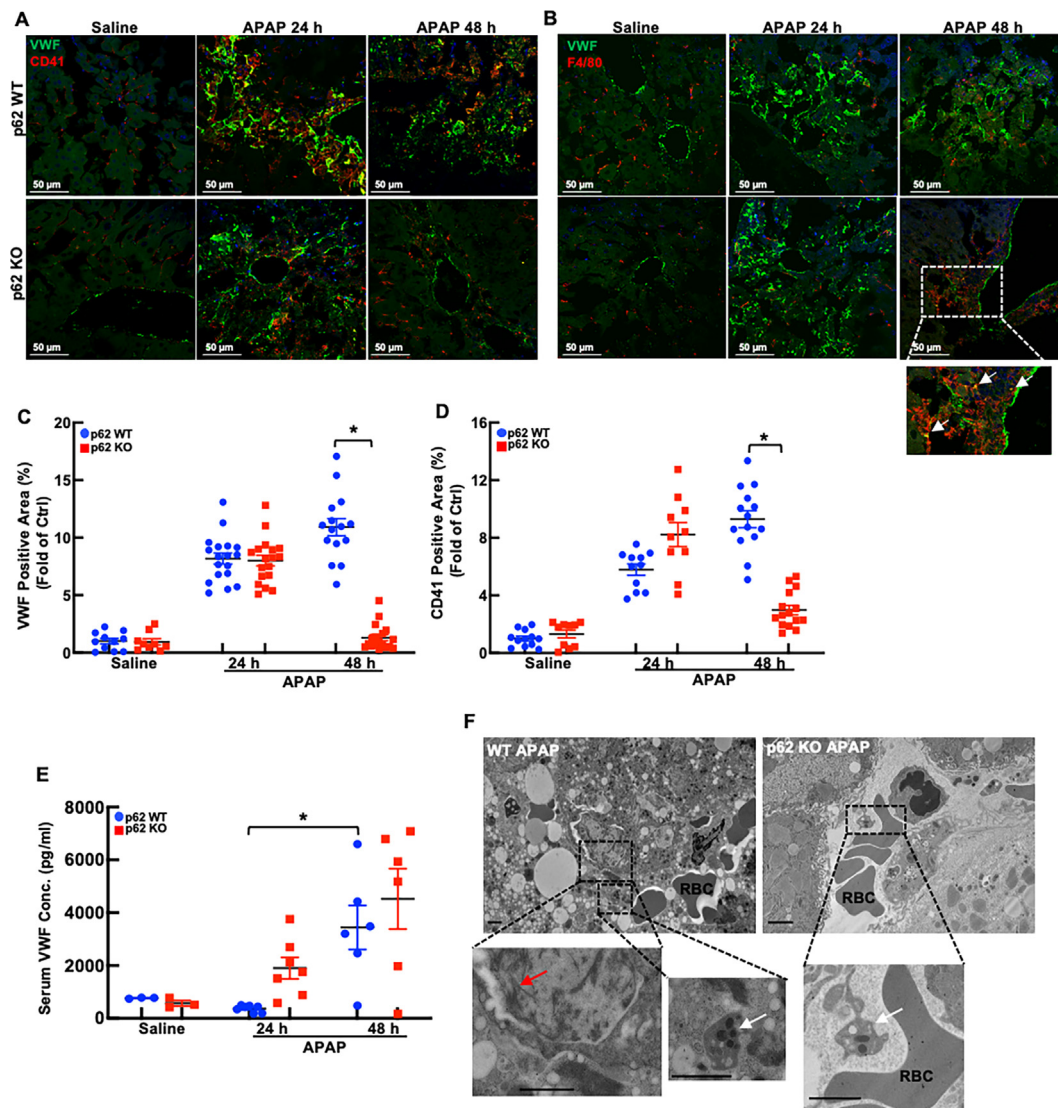 A
Saline
APAP 24 h
APAP 48 h
VWF
CD41
p62 WT
50 µm
50 µm
50 µm
p62 KO
50 µm
50 µm
50 µm
B
Saline
APAP 24 h
APAP 48 h
VWF
F4/80
50 µm
50 µm
50 µm
50 µm
50 µm
50 µm
C
VWF Positive Area (%)
(Fold of Ctrl)
20
15
10
5
0
p62 WT
p62 KO
*
Saline
24 h
48 h
APAP
D
CD41 Positive Area (%)
(Fold of Ctrl)
16
12
8
4
0
p62 WT
p62 KO
*
Saline
24 h
48 h
APAP
E
Serum VWF Conc. (pg/ml)
8000
6000
4000
2000
0
p62 WT
p62 KO
*
Saline
24 h
48 h
APAP
F
WT APAP
RBC
p62 KO APAP
RBC
RBC